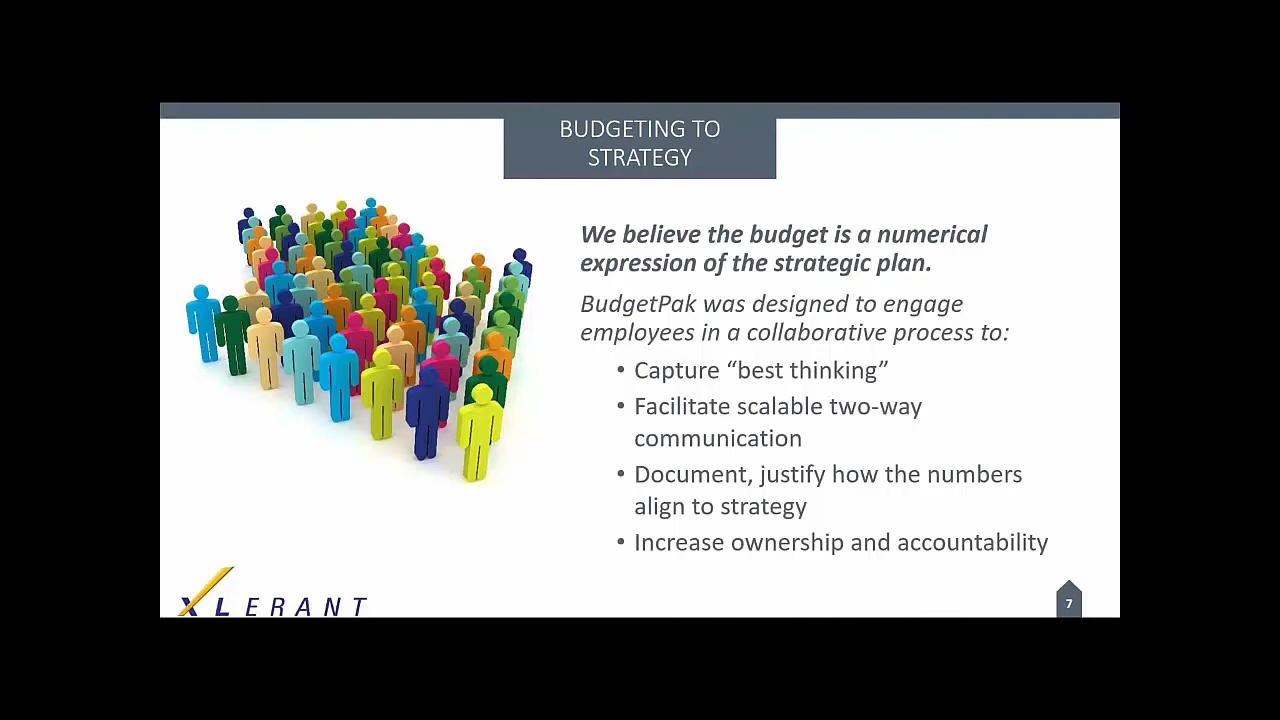 BUDGETING TO
STRATEGY
We believe the budget is a numerical
expression of the strategic plan.
BudgetPak was designed to engage
employees in a collaborative process to:
• Capture “best thinking”
• Facilitate scalable two-way
communication
• Document, justify how the numbers
align to strategy
• Increase ownership and accountability
XLERANT
7